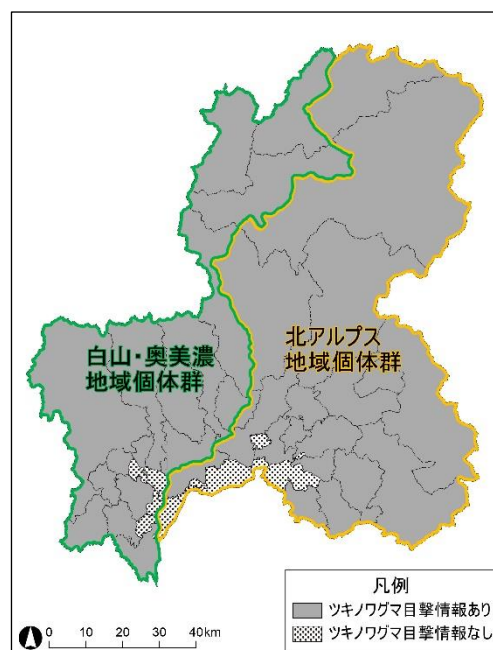 北アルプス
地域個体群
白山・奥美濃
地域個体群
凡例
ツキノワグマ目撃情報あり
ツキノワグマ目撃情報なし
0 10 20 30 40km